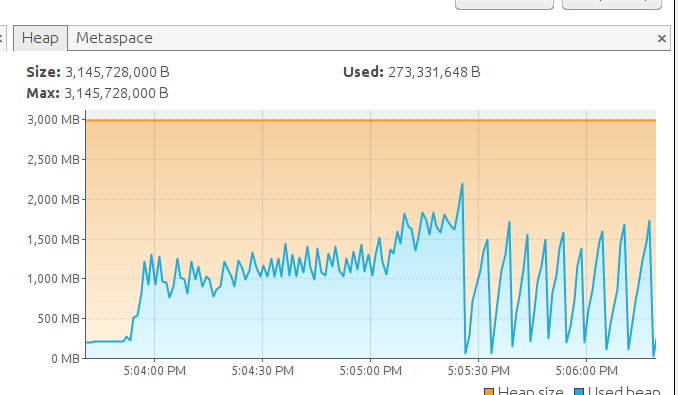 Heap Metaspace
Size: 3,145,728,000 B Used: 273,331,648 B
Max: 3,145,728,000 B
3,000 MB
2,500 MB
2,000 MB
1,500 MB
1,000 MB
500 MB
0 MB
5:04:00 PM 5:04:30 PM 5:05:00 PM 5:05:30 PM 5:06:00 PM
Heap size Used heap